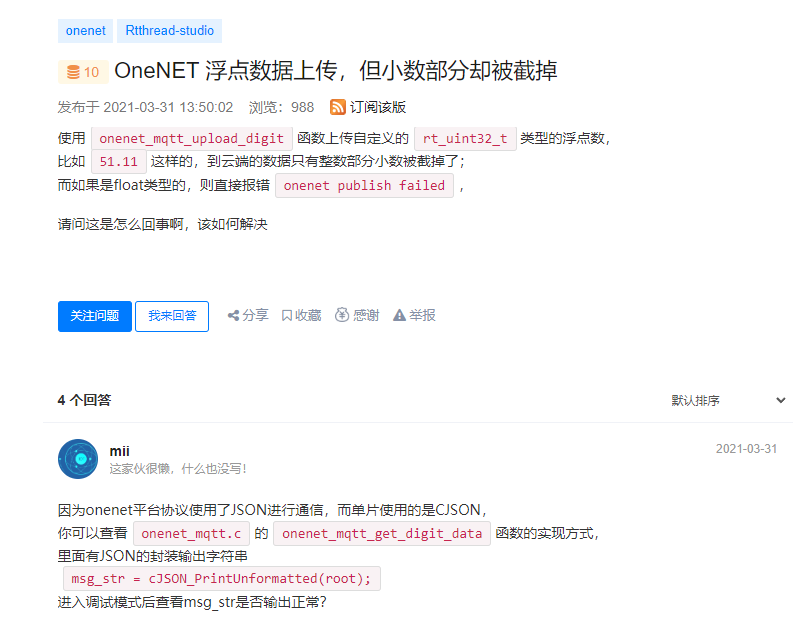 onenet Rtthread-studio
10 OneNET 浮点数据上传，但小数部分却被截掉
发布于 2021-03-31 13:50:02 浏览：988 订阅该版
使用 onenet_mqtt_upload_digit 函数上传自定义的 rt_uint32_t 类型的浮点数，
比如 51.11 这样的，到云端的数据只有整数部分小数被截掉了；
而如果是float类型的，则直接报错 onenet publish failed ，
请问这是怎么回事啊，该如何解决
关注问题 我来回答 分享 收藏 感谢 举报
4 个回答 默认排序
mii 2021-03-31
这家伙很懒，什么也没写！
因为onenet平台协议使用了JSON进行通信，而单片使用的是CJSON，
你可以查看 onenet_mqtt.c 的 onenet_mqtt_get_digit_data 函数的实现方式，
里面有JSON的封装输出字符串
msg_str = cJSON_PrintUnformatted(root);
进入调试模式后查看msg_str是否输出正常？